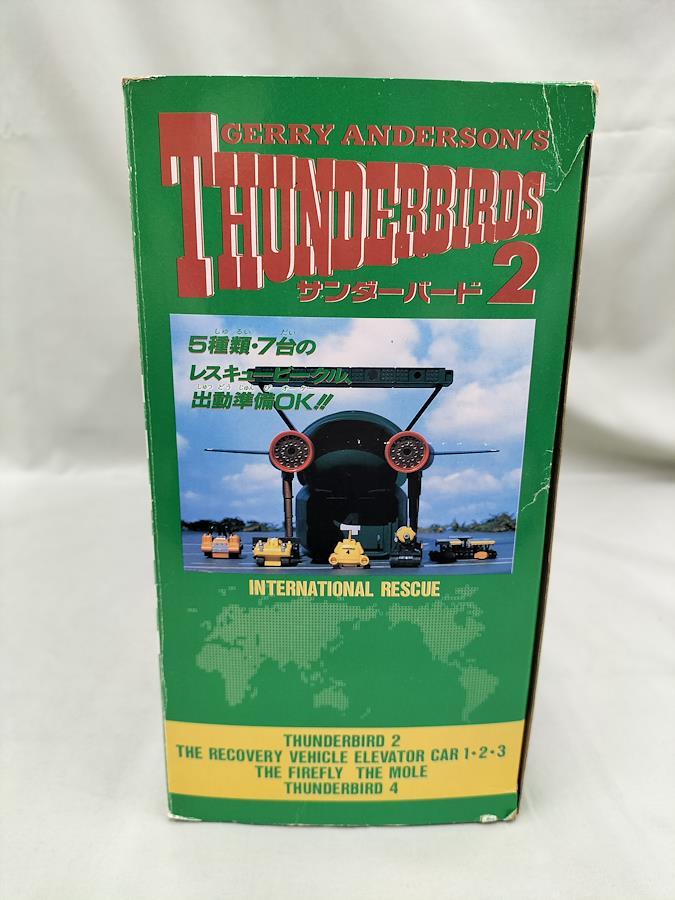 GERRY ANDERSON'S
THUNDERBIRDS
サンダーバード 2
5種類・7台の
レスキュービークル、
出動準備OK!!
INTERNATIONAL RESCUE
THUNDERBIRD 2
THE RECOVERY VEHICLE ELEVATOR CAR 1・2・3
THE FIREFLY THE MOLE
THUNDERBIRD 4